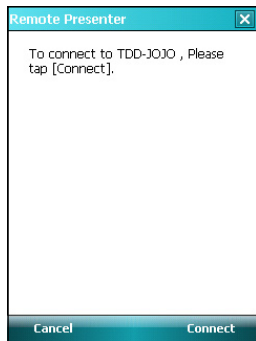 Remote Presenter
To connect to TDD-JOJO , Please
tap [Connect].
Cancel Connect